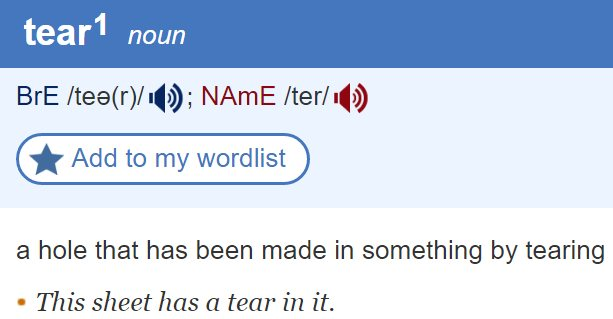 tear1 noun
BrE /teə(r)/ ; NAmE /ter/
Add to my wordlist
a hole that has been made in something by tearing
• This sheet has a tear in it.